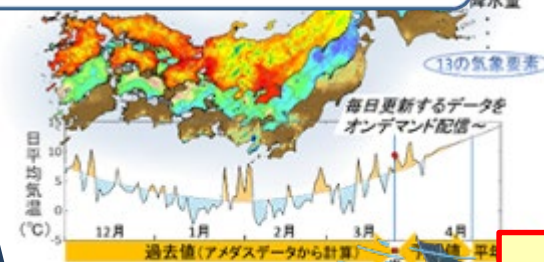 降水量
13の気象要素
毎日更新するデータを
オンデマンド配信～
日平均気温
(℃)
15
10
5
0
-5
12月
1月
2月
3月
4月
過去値(アメダスデータから計算)
平年